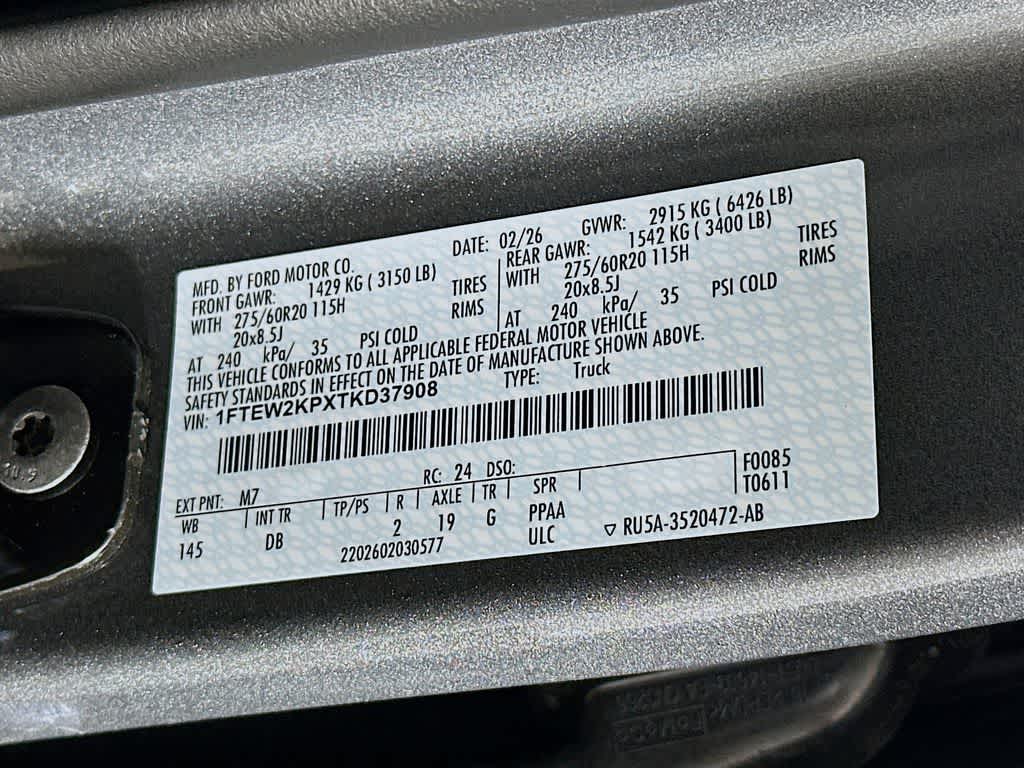 MFD. BY FORD MOTOR CO. DATE: 02/26 GVWR: 2915 KG ( 6426 LB)
FRONT GAWR: 1429 KG ( 3150 LB) REAR GAWR: 1542 KG ( 3400 LB)
WITH 275/60R20 115H TIRES WITH 275/60R20 115H TIRES
20x8.5J RIMS 20x8.5J RIMS
AT 240 kPa/ 35 PSI COLD AT 240 kPa/ 35 PSI COLD
THIS VEHICLE CONFORMS TO ALL APPLICABLE FEDERAL MOTOR VEHICLE
SAFETY STANDARDS IN EFFECT ON THE DATE OF MANUFACTURE SHOWN ABOVE.
VIN: 1FTEW2KPXTKD37908 TYPE: Truck
EXT PNT: M7 RC: 24 DSO: F0085
WB INT TR TP/PS R AXLE TR SPR T0611
145 DB 2 19 G PPAA
2202602030577 ULC RU5A-3520472-AB
10.9